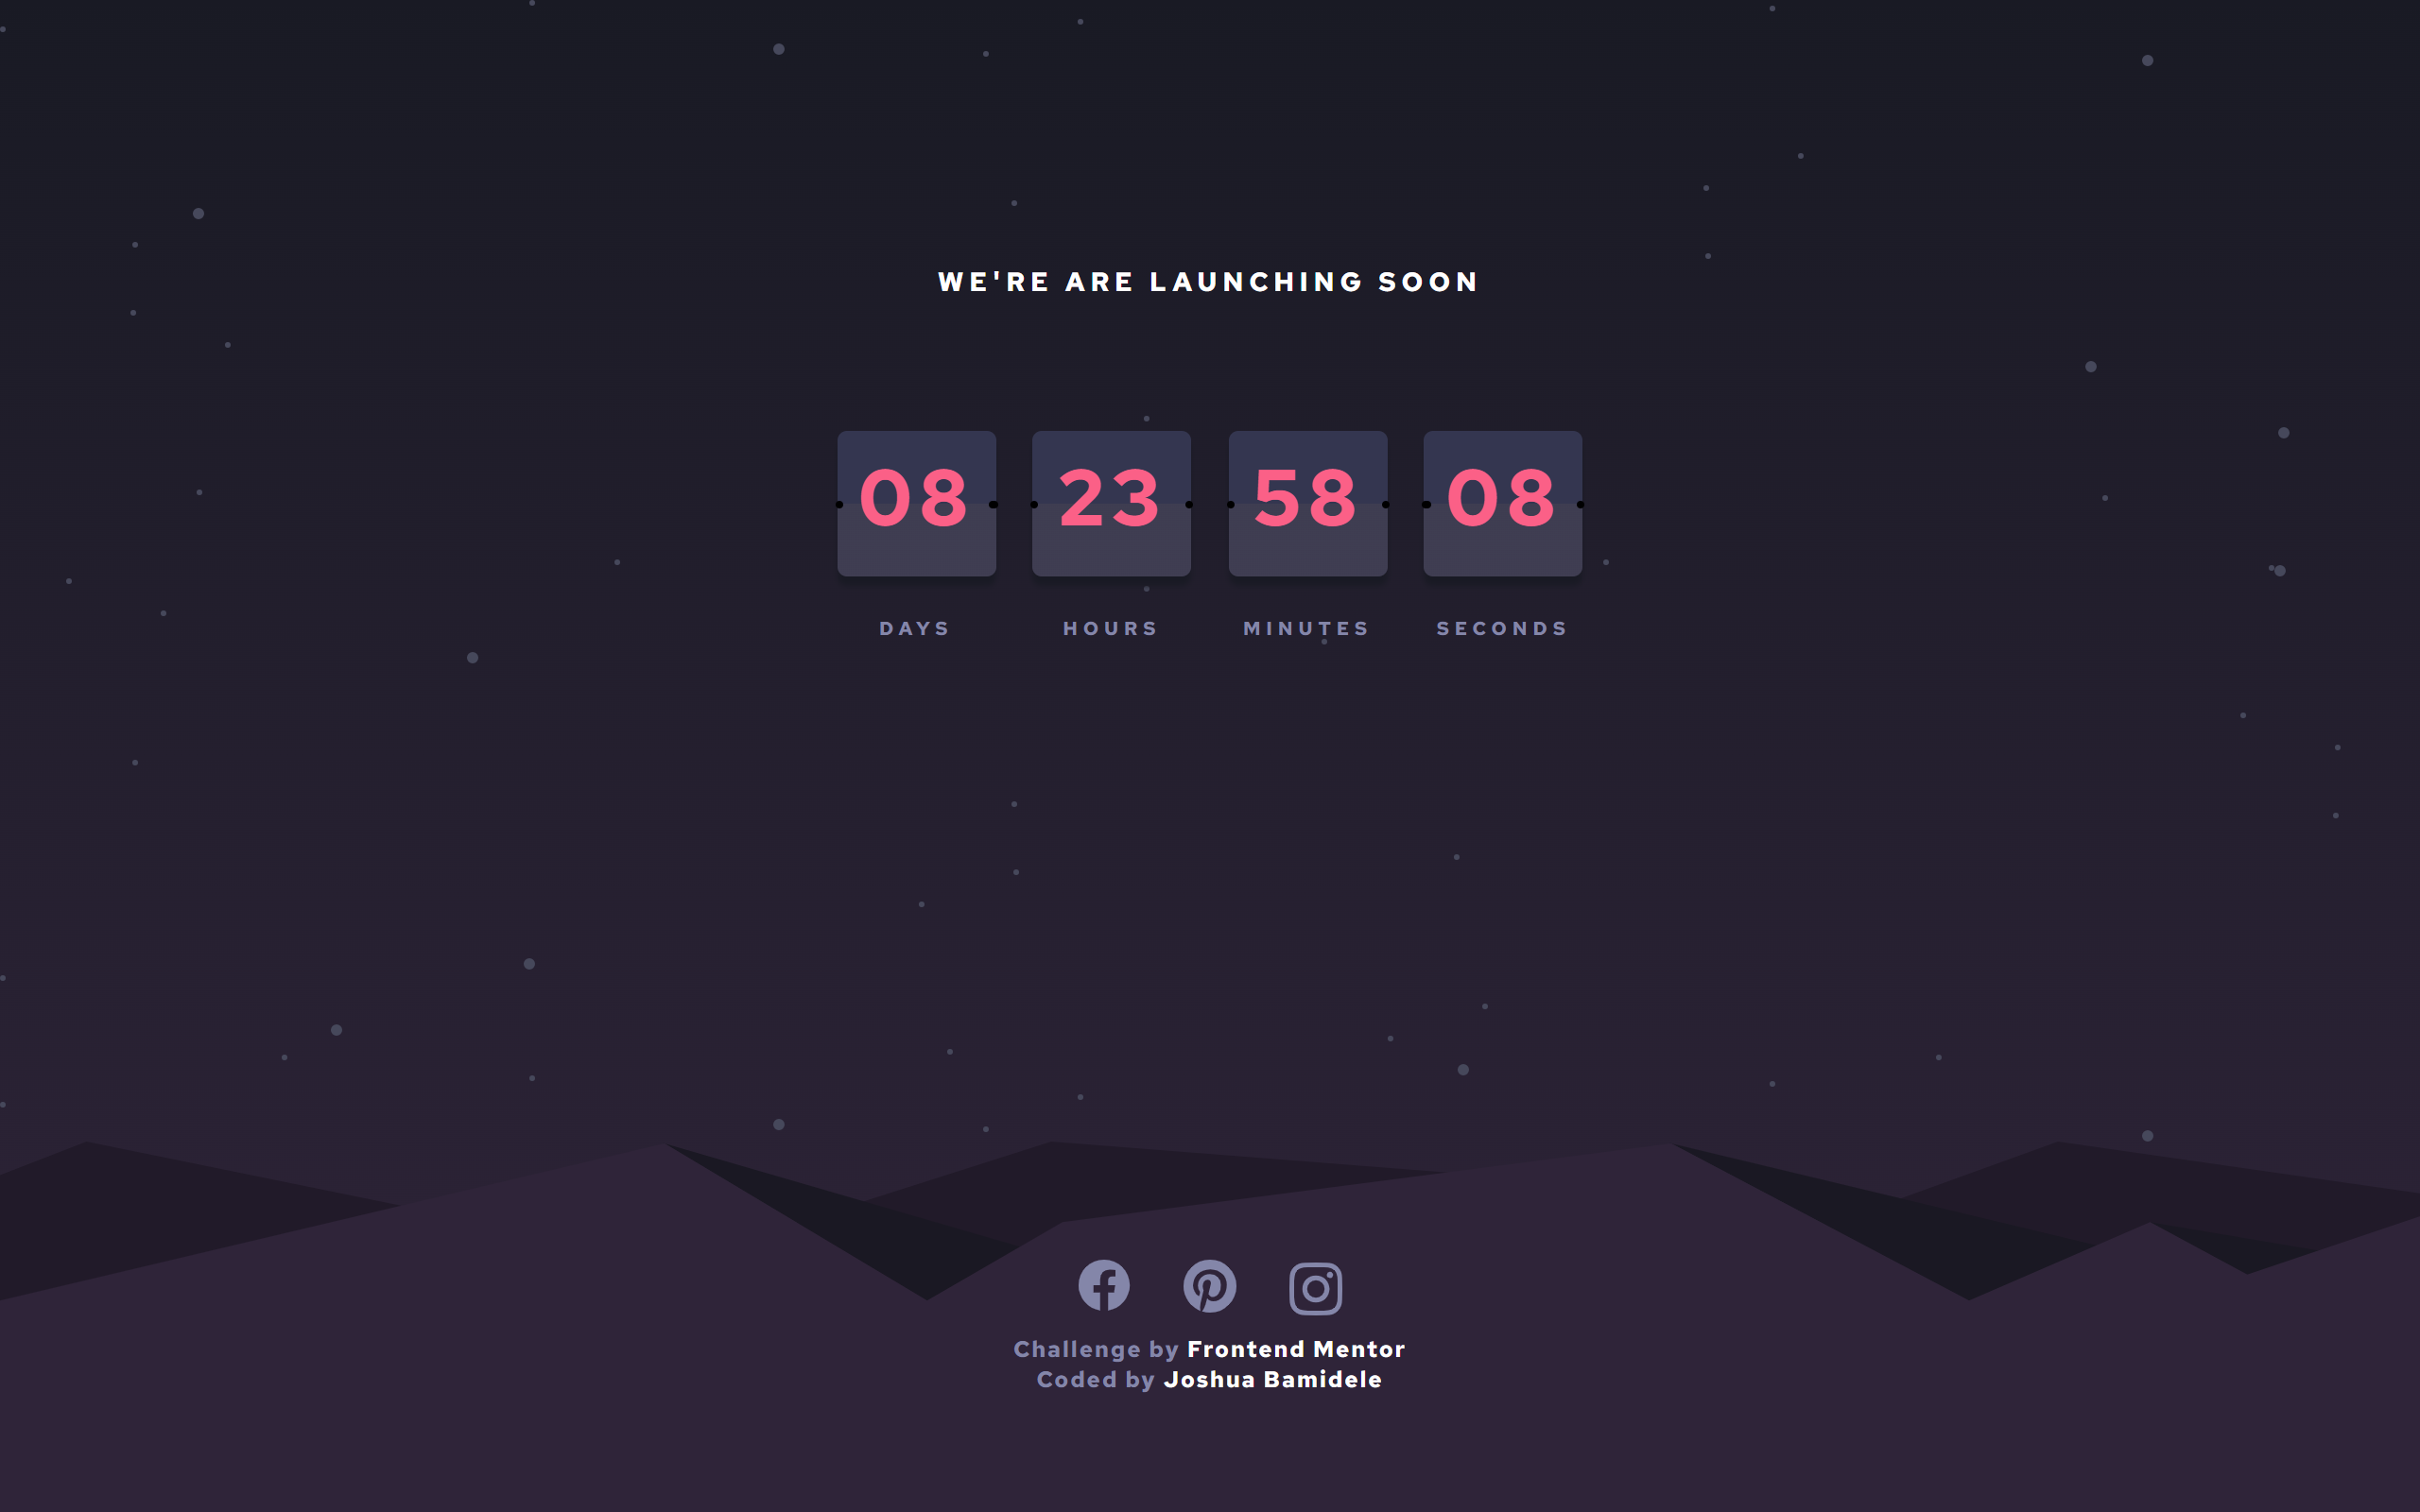 WE'RE ARE LAUNCHING SOON
08 23 58 08
DAYS HOURS MINUTES SECONDS
Challenge by Frontend Mentor
Coded by Joshua Bamidele